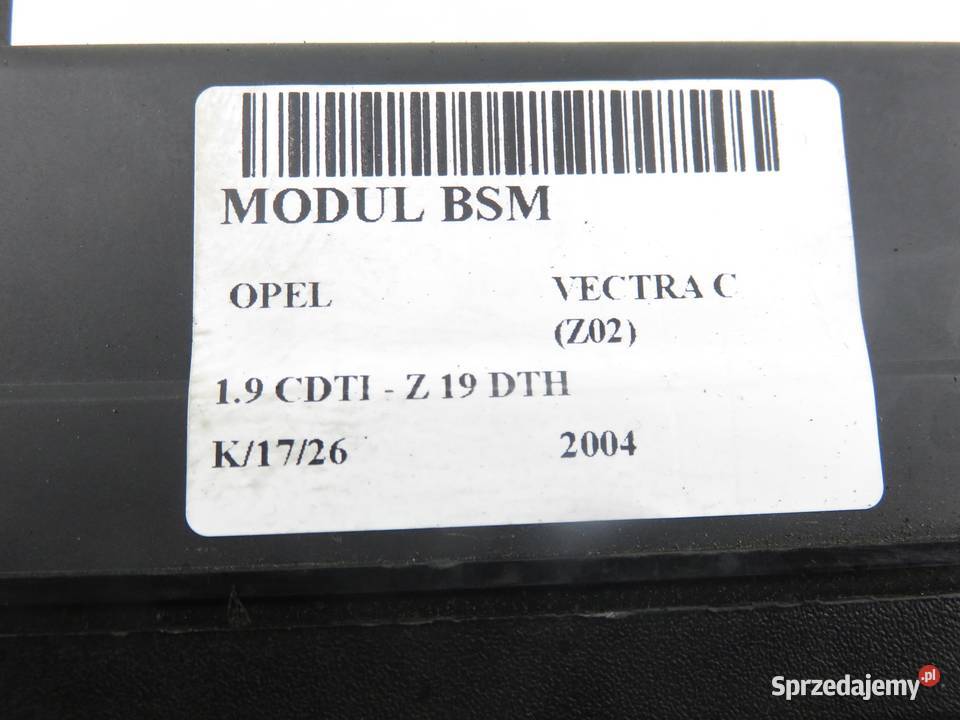 MODUL BSM
OPEL VECTRA C
(Z02)
1.9 CDTI - Z 19 DTH
K/17/26 2004
Sprzedajemy.pl